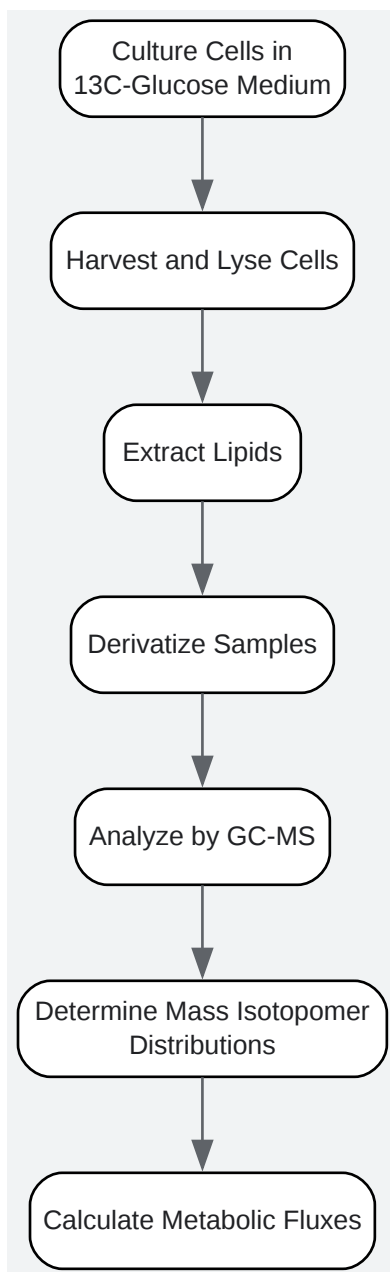 Culture Cells in
13C-Glucose Medium
Harvest and Lyse Cells
Extract Lipids
Derivatize Samples
Analyze by GC-MS
Determine Mass Isotopomer
Distributions
Calculate Metabolic Fluxes